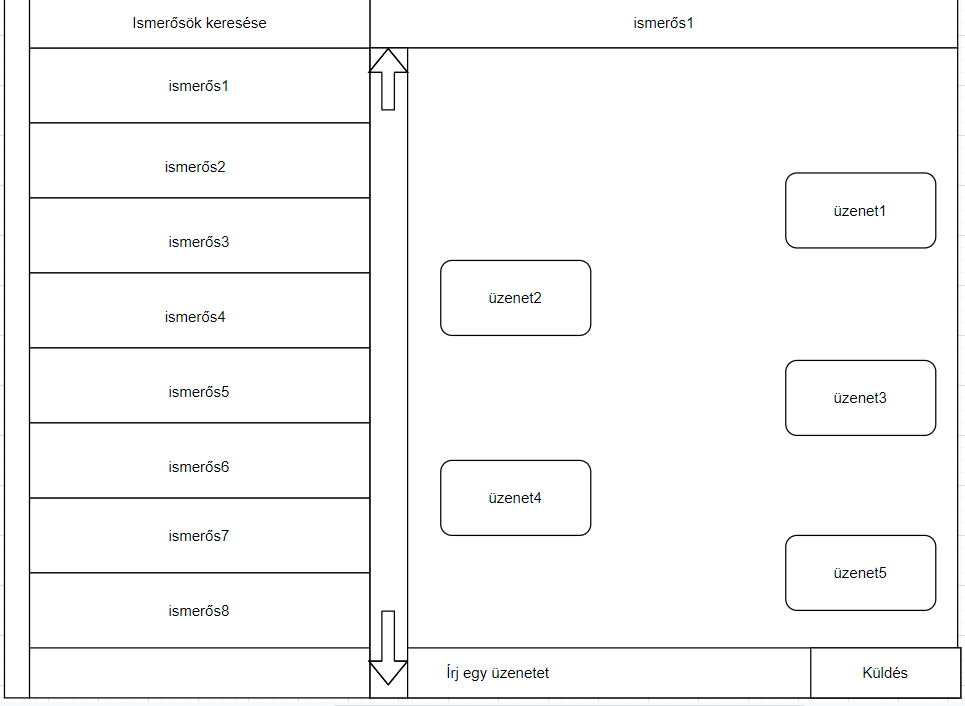 Ismerősök keresése
ismerős1
ismerős1
ismerős2
ismerős3
ismerős4
ismerős5
ismerős6
ismerős7
ismerős8
üzenet1
üzenet2
üzenet3
üzenet4
üzenet5
Írj egy üzenetet
Küldés